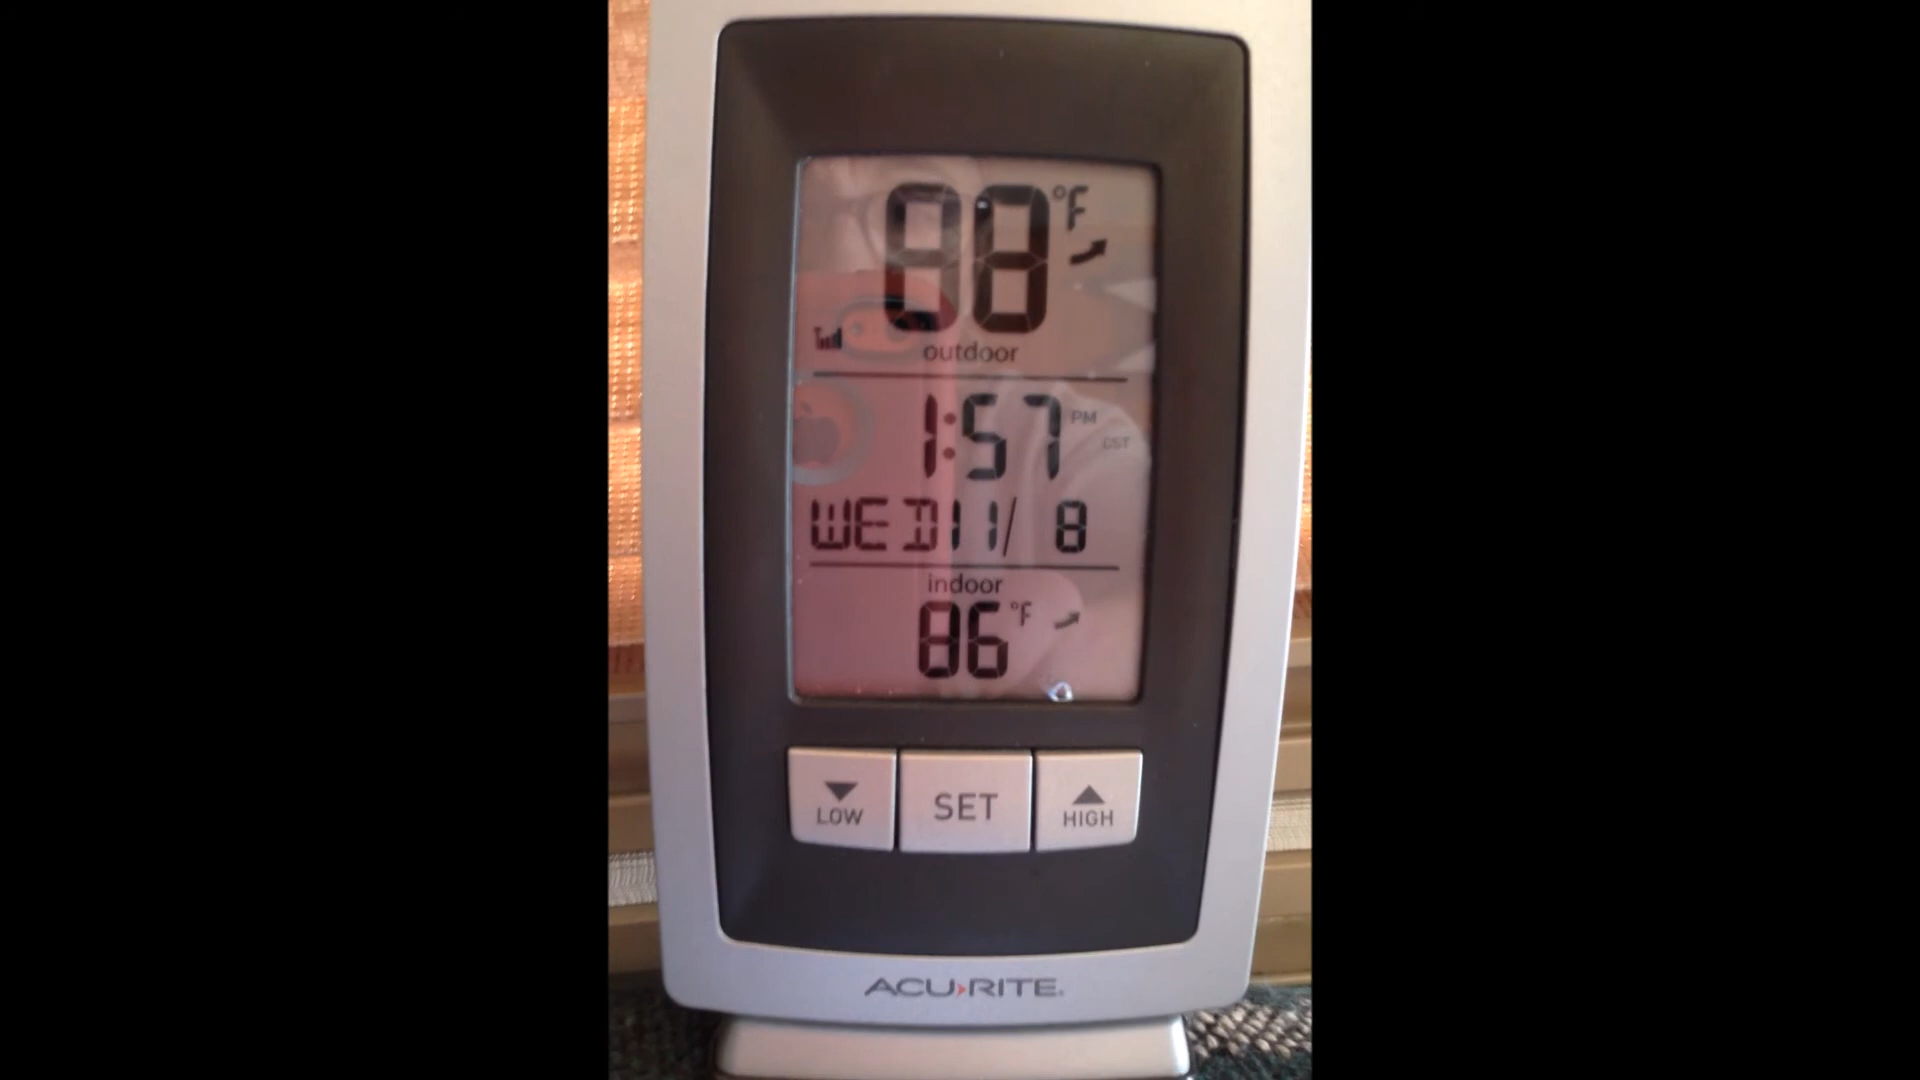 88°F
outdoor
1:57 PM
CST
WED 11/ 8
indoor
86°F
LOW
SET
HIGH
ACU›RITE